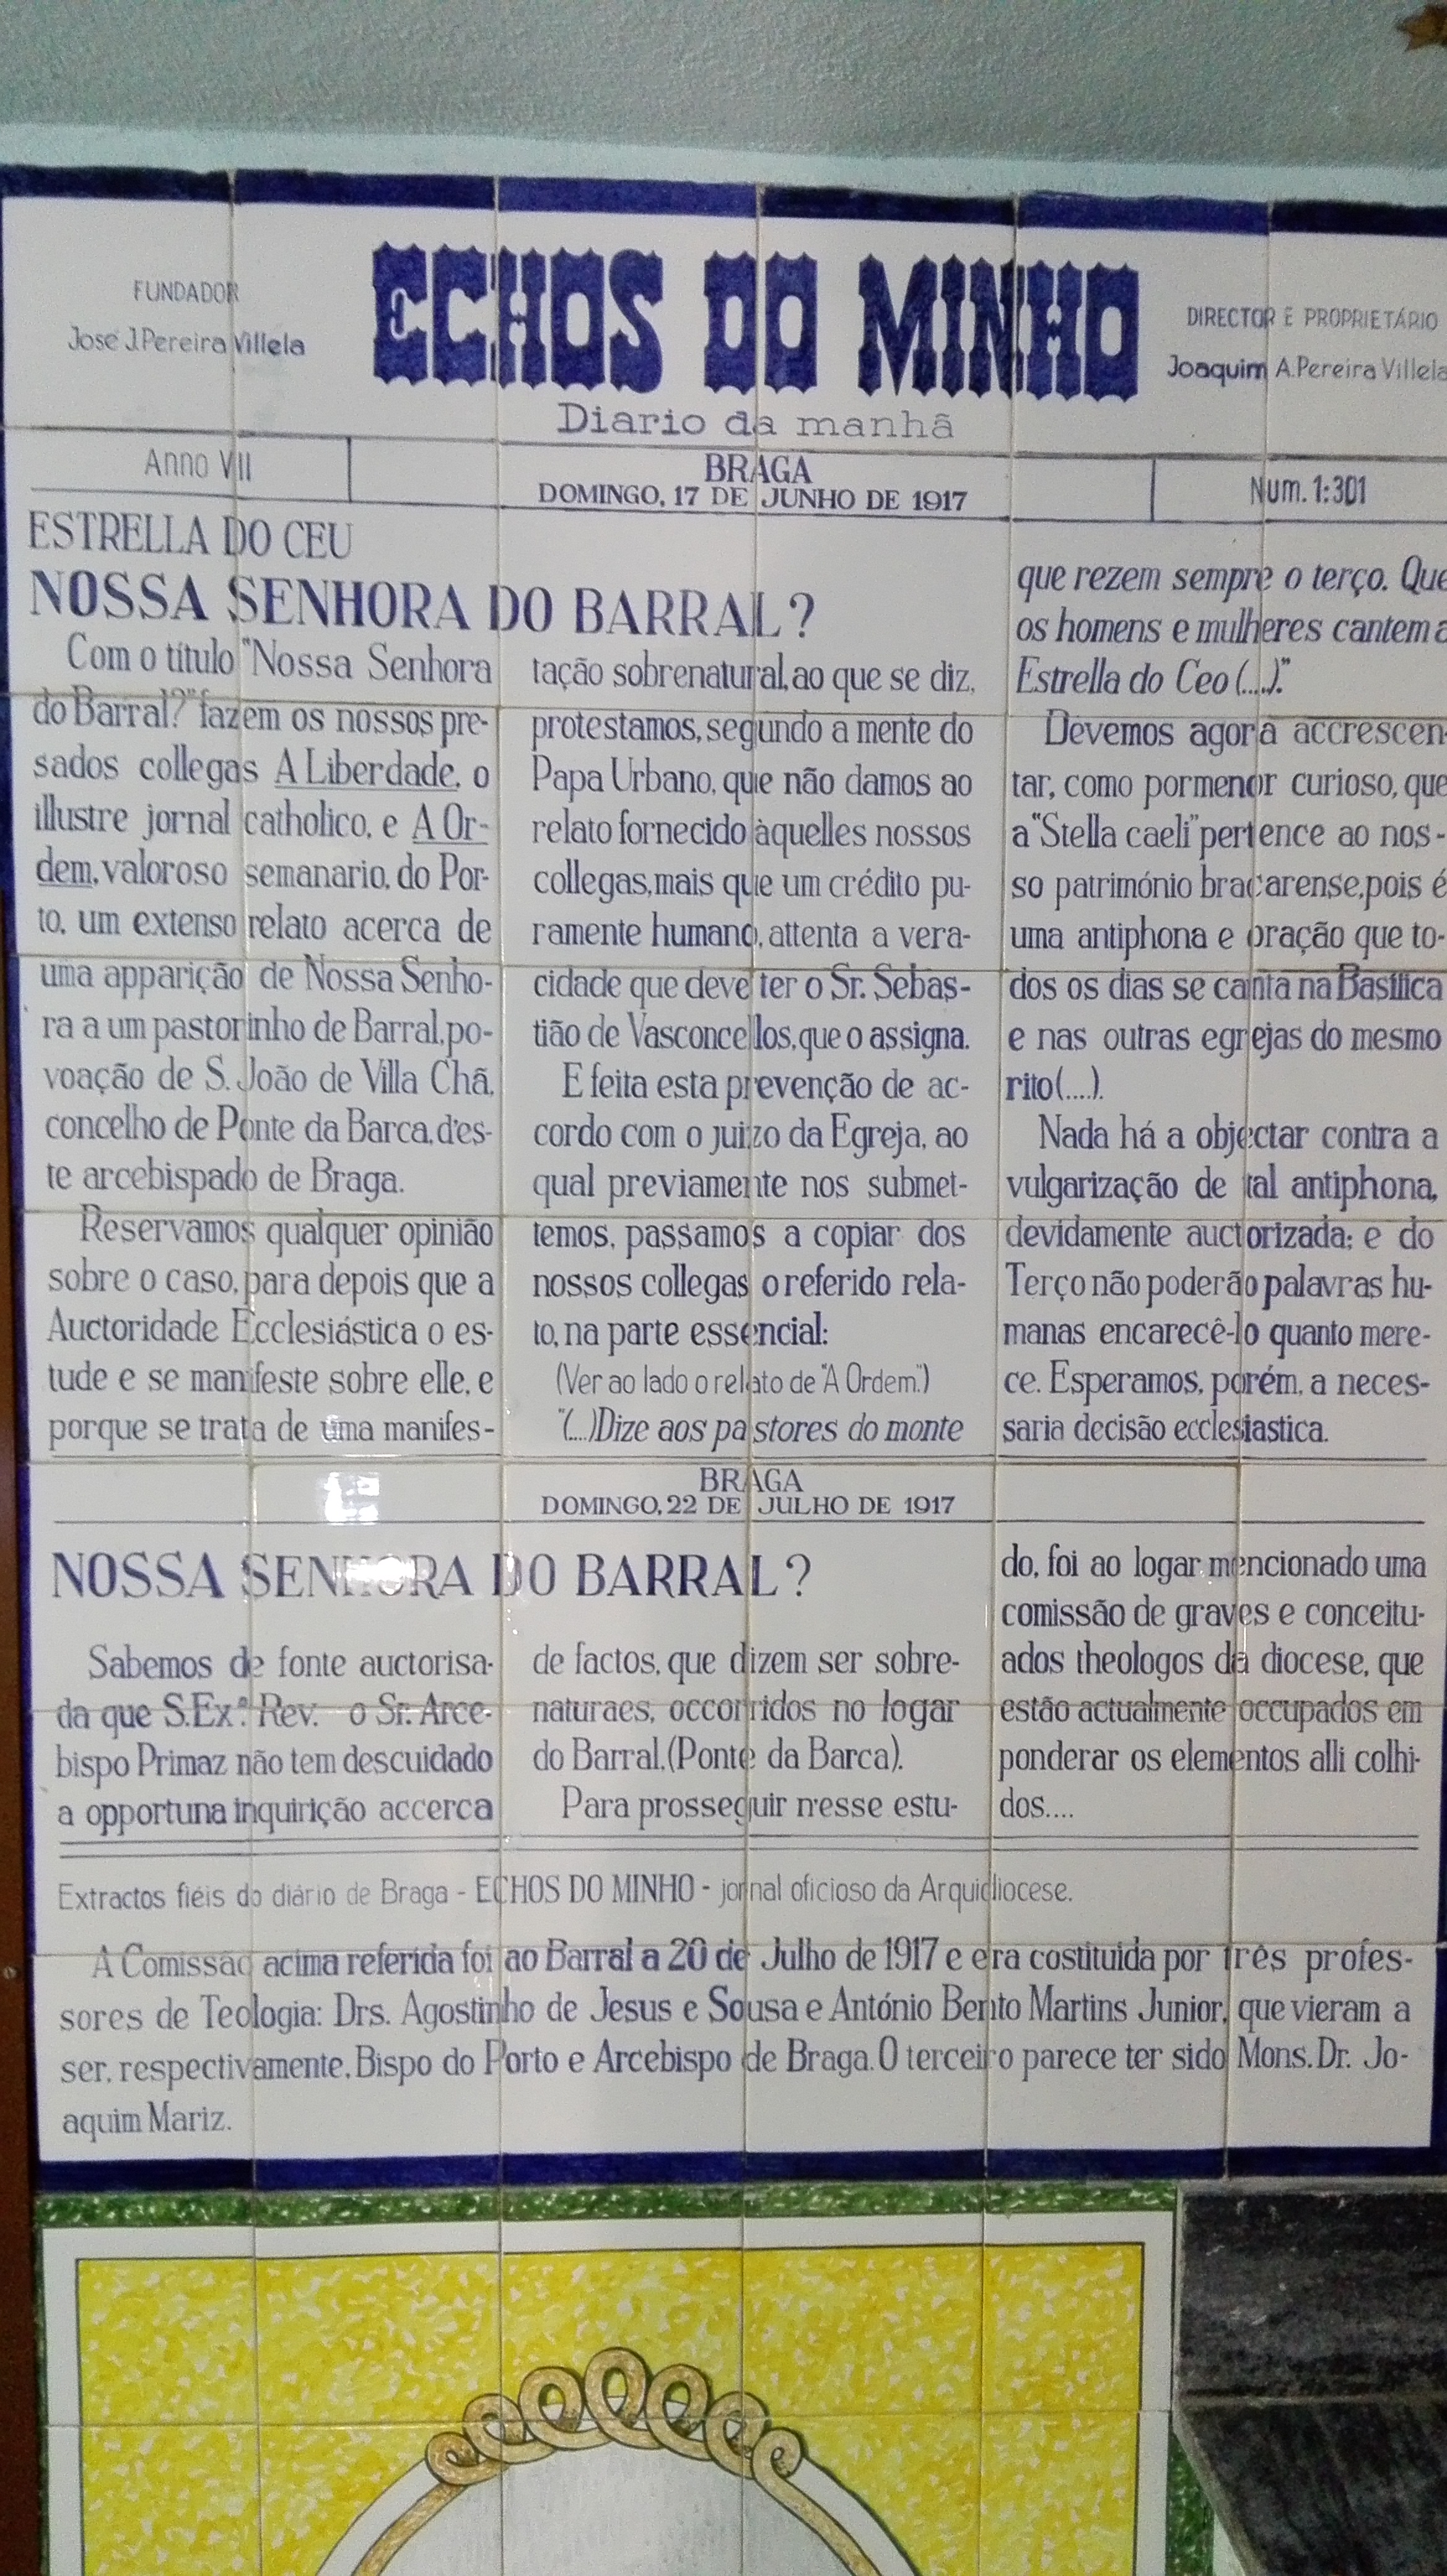 ECHOS DO MINHO
FUNDADOR
José J. Pereira Villela
DIRECTOR E PROPRIETÁRIO
Joaquim A. Pereira Villela
Diario da manhã
Anno VII
BRAGA
DOMINGO, 17 DE JUNHO DE 1917
Num. 1:301
ESTRELLA DO CEU
NOSSA SENHORA DO BARRAL?
Com o título "Nossa Senhora
do Barral?" fazem os nossos pre-
sados collegas A Liberdade, o
illustre jornal catholico, e A Or-
dem, valoroso semanario, do Por-
to, um extenso relato acerca de
uma apparição de Nossa Senho-
ra a um pastorinho de Barral, po-
voação de S. João de Villa Chã,
concelho de Ponte da Barca, d'es-
te arcebispado de Braga.
Reservamos qualquer opinião
sobre o caso, para depois que a
Auctoridade Ecclesiástica o es-
tude e se manifeste sobre elle, e
porque se trata de uma manifes-
tação sobrenatural, ao que se diz,
protestamos, segundo a mente do
Papa Urbano, que não damos ao
relato fornecido àquelles nossos
collegas, mais que um crédito pu-
ramente humano, attenta a vera-
cidade que deve ter o Sr. Sebas-
tião de Vasconcellos, que o assigna.
E feita esta prevenção de ac-
cordo com o juizo da Egreja, ao
qual previamente nos submet-
temos, passamos a copiar dos
nossos collegas o referido rela-
to, na parte essencial:
(Ver ao lado o relato de "A Ordem".)
"(....)Dize aos pastores do monte
que rezem sempre o terço. Que
os homens e mulheres cantem a
Estrella do Ceo (....)."
Devemos agora accrescen-
tar, como pormenor curioso, que
a "Stella caeli" pertence ao nos-
so património bracarense, pois é
uma antiphona e oração que to-
dos os dias se canta na Basílica
e nas outras egrejas do mesmo
rito (....).
Nada há a objectar contra a
vulgarização de tal antiphona,
devidamente auctorizada; e do
Terço não poderão palavras hu-
manas encarecê-lo quanto mere-
ce. Esperamos, porém, a neces-
saria decisão ecclesiastica.
BRAGA
DOMINGO, 22 DE JULHO DE 1917
NOSSA SENHORA DO BARRAL?
Sabemos de fonte auctorisa-
da que S. Ex.ª Rev. o Sr. Arce-
bispo Primaz não tem descuidado
a opportuna inquirição accerca
de factos, que dizem ser sobre-
naturaes, occorridos no logar
do Barral, (Ponte da Barca).
Para prosseguir n'esse estu-
do, foi ao logar mencionado uma
comissão de graves e conceitu-
ados theologos da diocese, que
estão actualmente occupados em
ponderar os elementos alli colhi-
dos....
Extractos fiéis do diário de Braga - ECHOS DO MINHO - jornal oficioso da Arquidiocese.
A Comissão acima referida foi ao Barral a 20 de Julho de 1917 e era costituida por três profes-
sores de Teologia: Drs. Agostinho de Jesus e Sousa e António Bento Martins Junior, que vieram a
ser, respectivamente, Bispo do Porto e Arcebispo de Braga. O terceiro parece ter sido Mons. Dr. Jo-
aquim Mariz.